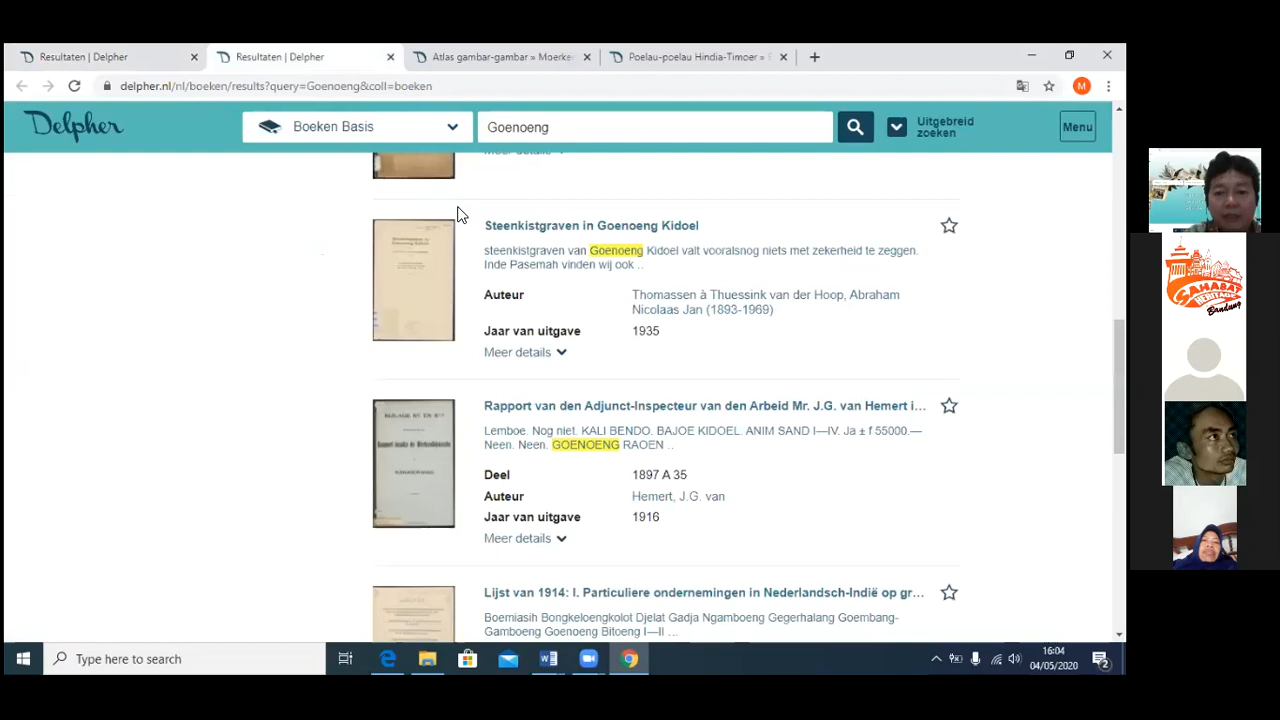 Resultaten | Delpher
Resultaten | Delpher
Atlas gambar-gambar » Moerke
Poelau-poelau Hindia-Timoer »
delpher.nl/nl/boeken/results?query=Goenoeng&coll=boeken
M
Delpher
Boeken Basis
Goenoeng
Uitgebreid
zoeken
Menu
Meer details
Steenkistgraven in Goenoeng Kidoel
steenkistgraven van Goenoeng Kidoel valt vooralsnog niets met zekerheid te zeggen.
Inde Pasemah vinden wij ook ..
Auteur
Thomassen à Thuessink van der Hoop, Abraham
Nicolaas Jan (1893-1969)
Jaar van uitgave
1935
Meer details
Rapport van den Adjunct-Inspecteur van den Arbeid Mr. J.G. van Hemert i...
Lemboe. Nog niet. KALI BENDO. BAJOE KIDOEL. ANIM SAND I—IV. Ja ± f 55000.—
Neen. Neen. GOENOENG RAOEN ..
Deel
1897 A 35
Auteur
Hemert, J.G. van
Jaar van uitgave
1916
Meer details
Lijst van 1914: I. Particuliere ondernemingen in Nederlandsch-Indië op gr...
Boemiasih Bongkeloengkolot Djelat Gadja Ngamboeng Gegerhalang Goembang-
Gamboeng Goenoeng Bitoeng I—II ...
Type here to search
16:04
04/05/2020
2
SAHABAT
HERITAGE
Bandung